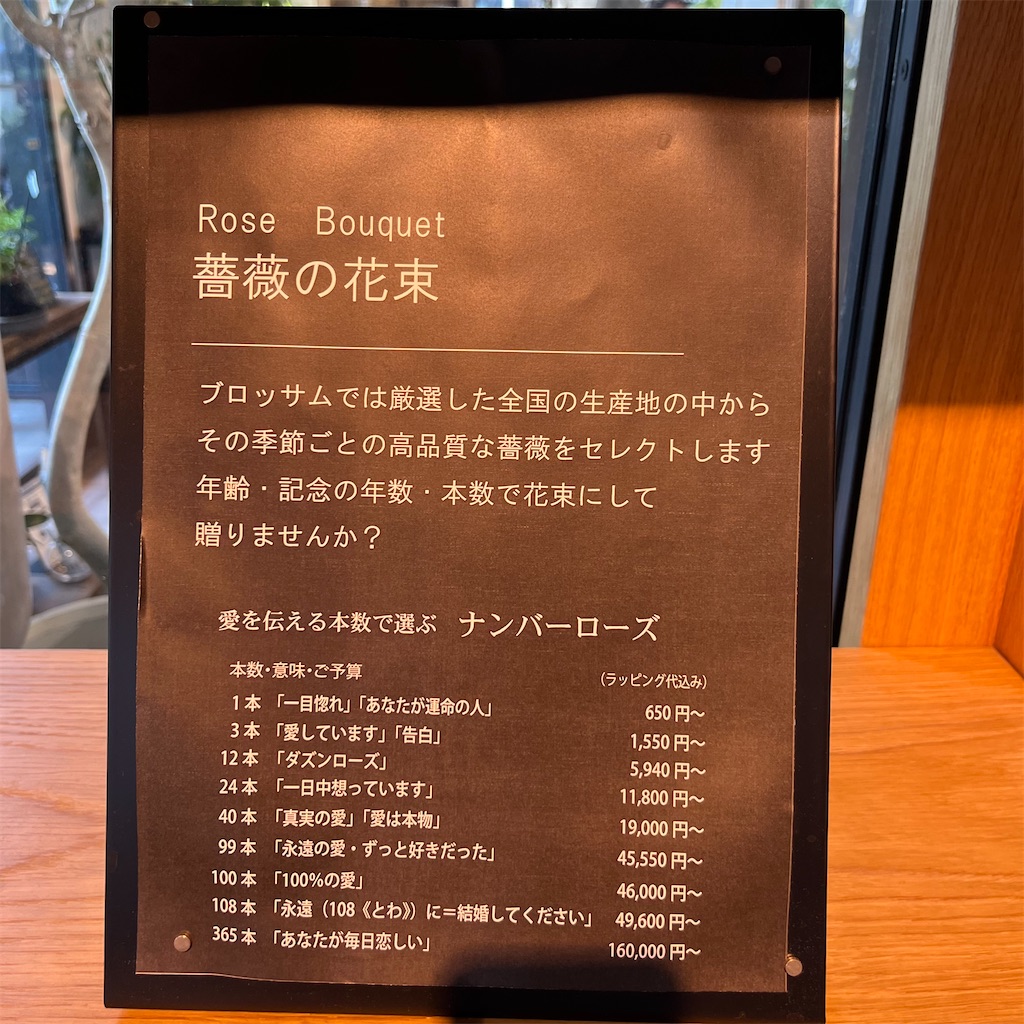 Rose Bouquet
薔薇の花束
ブロッサムでは厳選した全国の生産地の中から
その季節ごとの高品質な薔薇をセレクトします
年齢・記念の年数・本数で花束にして
贈りませんか？
愛を伝える本数で選ぶ ナンバーローズ
本数・意味・ご予算 （ラッピング代込み）
1本 「一目惚れ」「あなたが運命の人」 650円～
3本 「愛しています」「告白」 1,550円～
12本 「ダズンローズ」 5,940円～
24本 「一日中想っています」 11,800円～
40本 「真実の愛」「愛は本物」 19,000円～
99本 「永遠の愛・ずっと好きだった」 45,550円～
100本 「100%の愛」 46,000円～
108本 「永遠（108《とわ》）に＝結婚してください」 49,600円～
365本 「あなたが毎日恋しい」 160,000円～